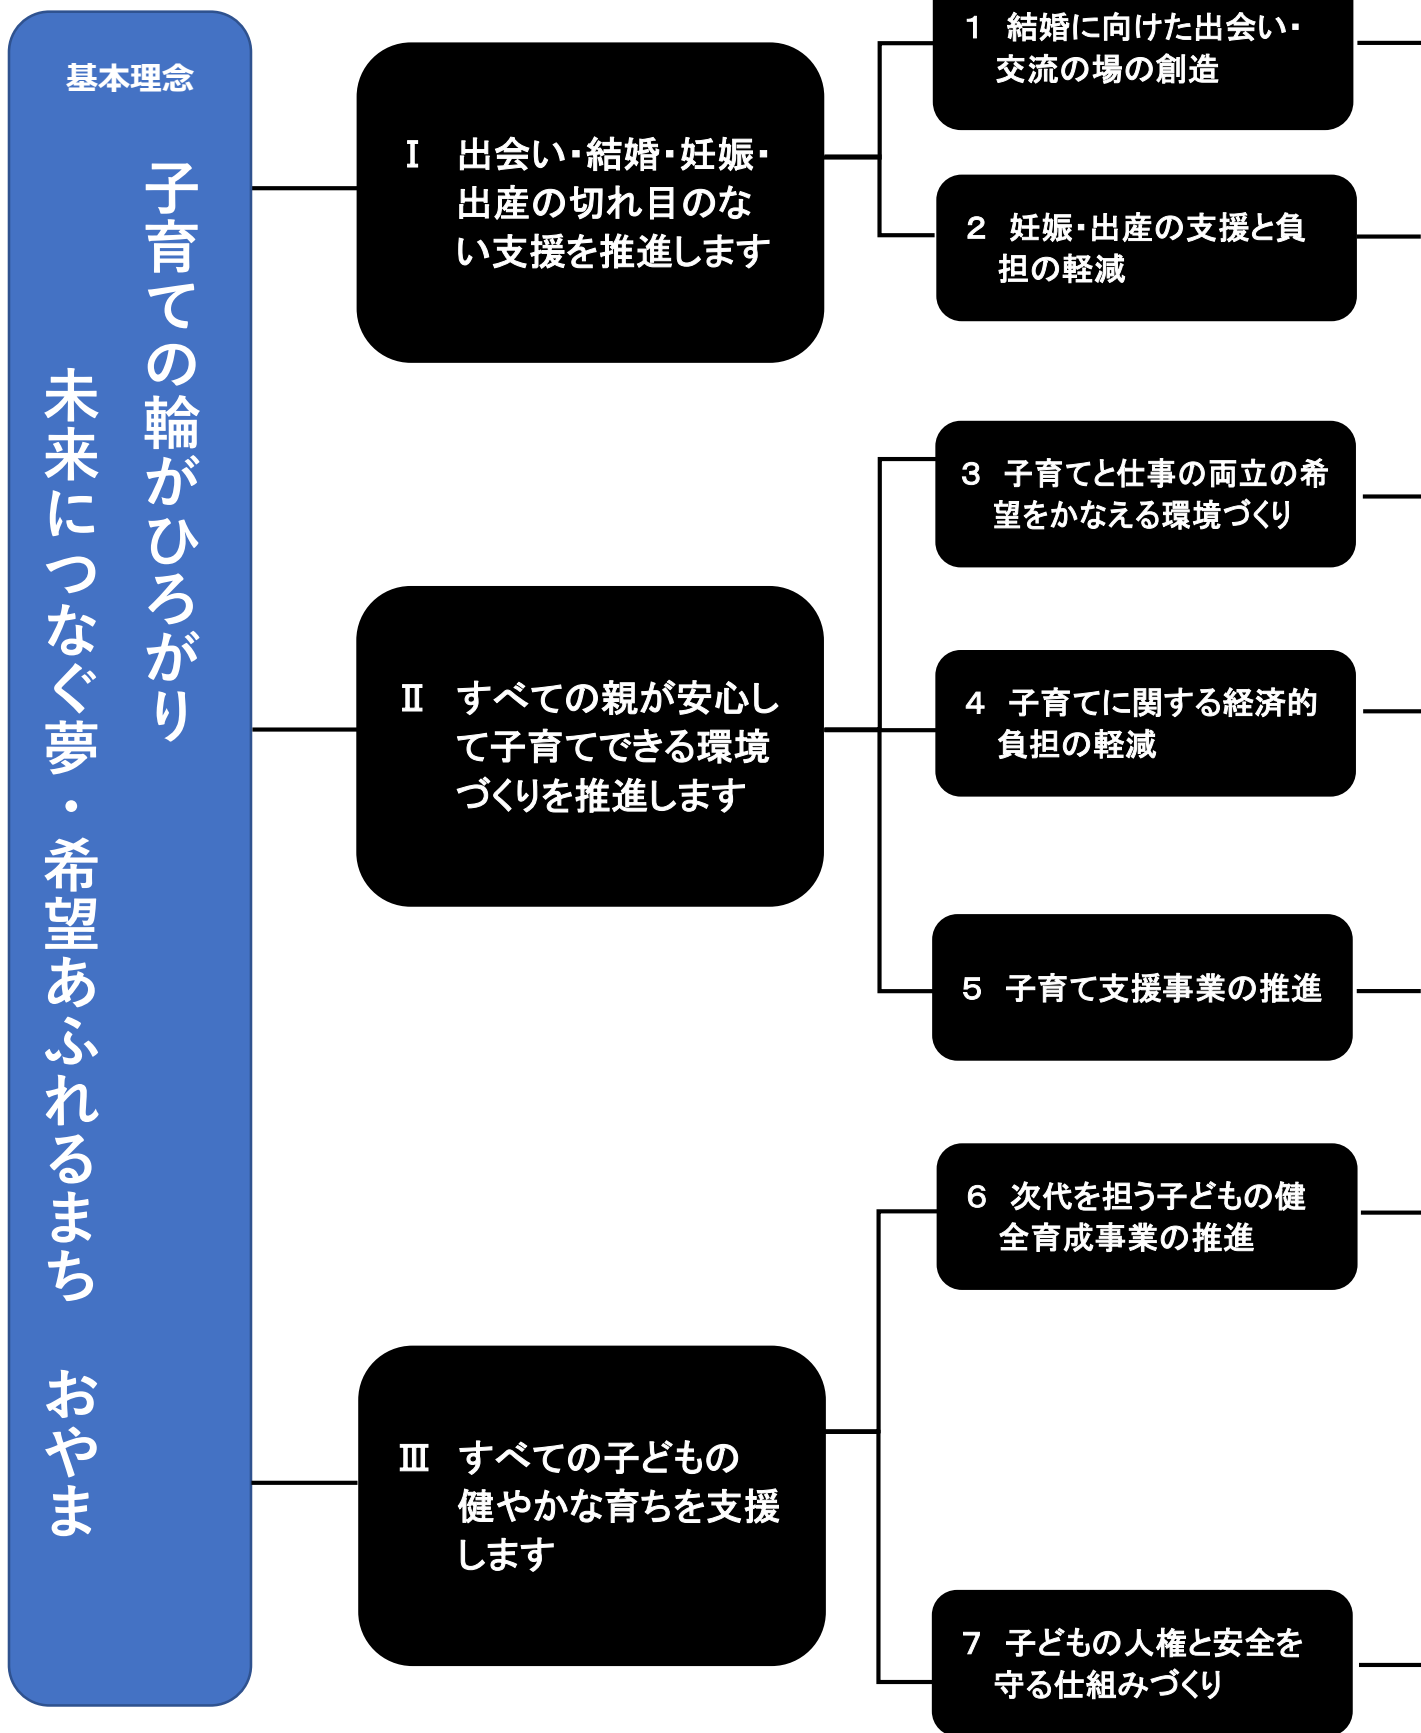 基本理念
子育ての輪がひろがり
未来につなぐ夢・希望あふれるまち　おやま
Ⅰ　出会い・結婚・妊娠・
出産の切れ目のな
い支援を推進します
１　結婚に向けた出会い・
交流の場の創造
２　妊娠・出産の支援と負
担の軽減
Ⅱ　すべての親が安心し
て子育てできる環境
づくりを推進します
３　子育てと仕事の両立の希
望をかなえる環境づくり
４　子育てに関する経済的
負担の軽減
５　子育て支援事業の推進
Ⅲ　すべての子どもの
健やかな育ちを支援
します
６　次代を担う子どもの健
全育成事業の推進
７　子どもの人権と安全を
守る仕組みづくり